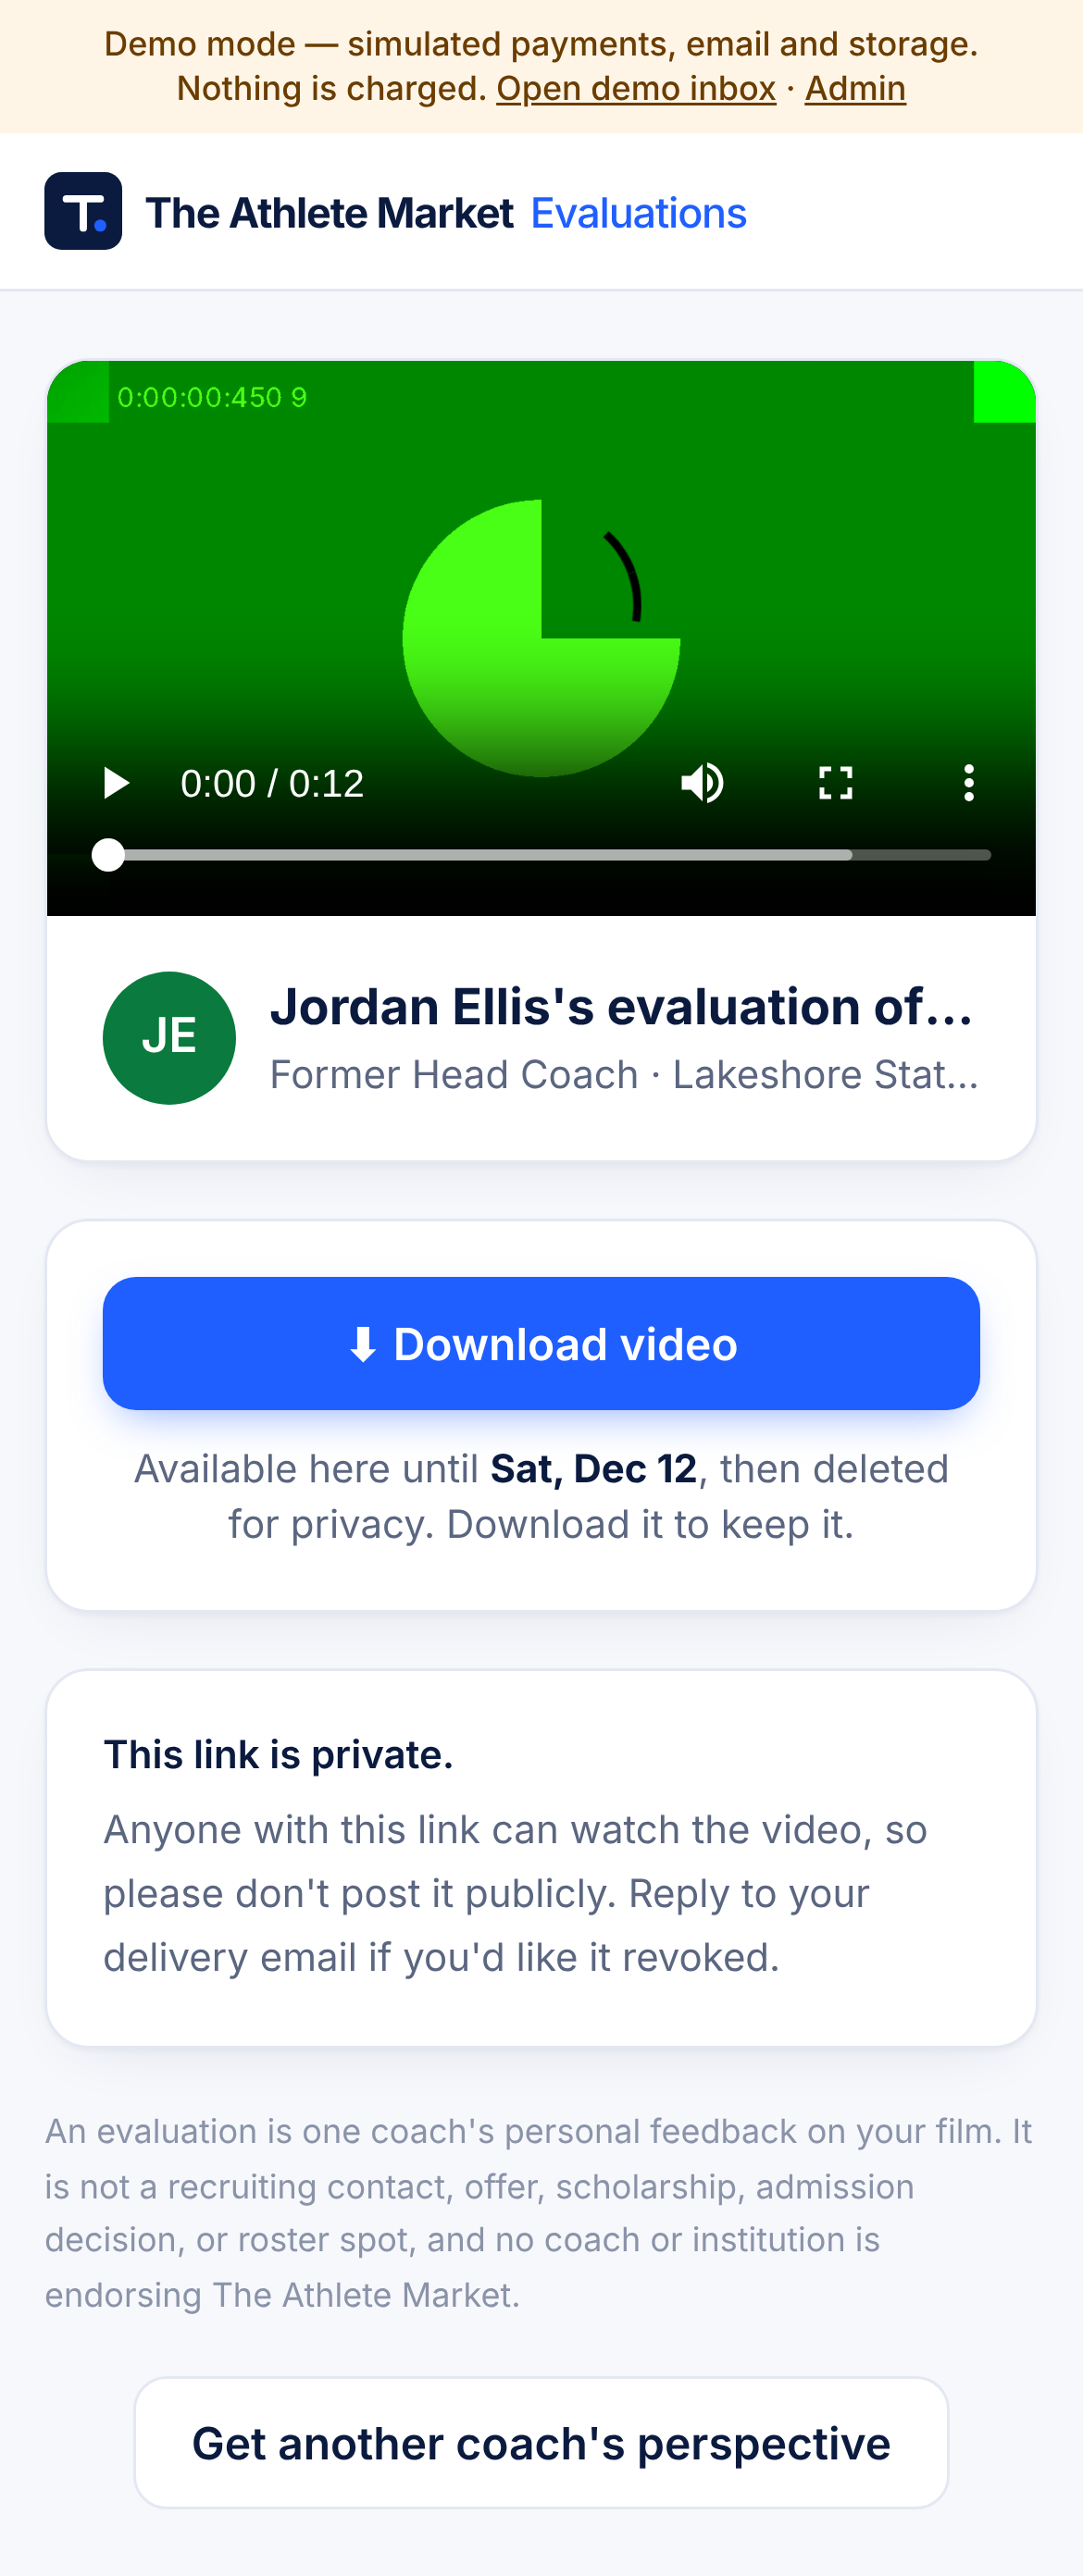 Demo mode — simulated payments, email and storage.
Nothing is charged. Open demo inbox · Admin
T.
The Athlete Market Evaluations
0:00:00:450 9
0:00 / 0:12
JE
Jordan Ellis's evaluation of...
Former Head Coach · Lakeshore Stat...
⬇ Download video
Available here until Sat, Dec 12, then deleted
for privacy. Download it to keep it.
This link is private.
Anyone with this link can watch the video, so
please don't post it publicly. Reply to your
delivery email if you'd like it revoked.
An evaluation is one coach's personal feedback on your film. It
is not a recruiting contact, offer, scholarship, admission
decision, or roster spot, and no coach or institution is
endorsing The Athlete Market.
Get another coach's perspective